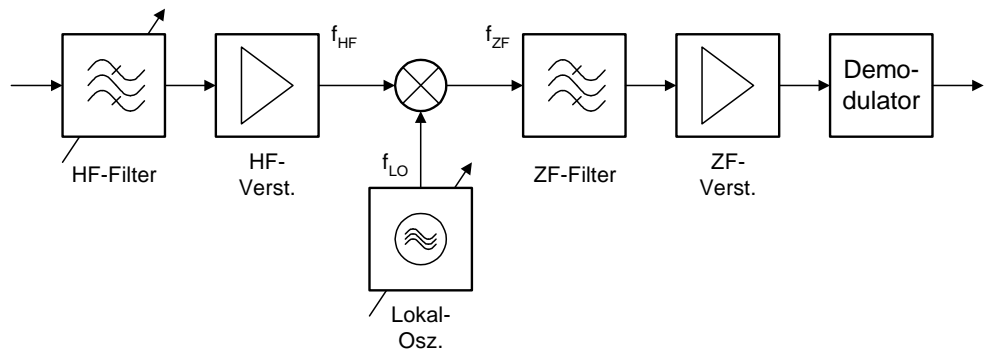 f_HF
f_ZF
Demo-
dulator
HF-Filter
HF-
Verst.
f_LO
ZF-Filter
ZF-
Verst.
Lokal-
Osz.